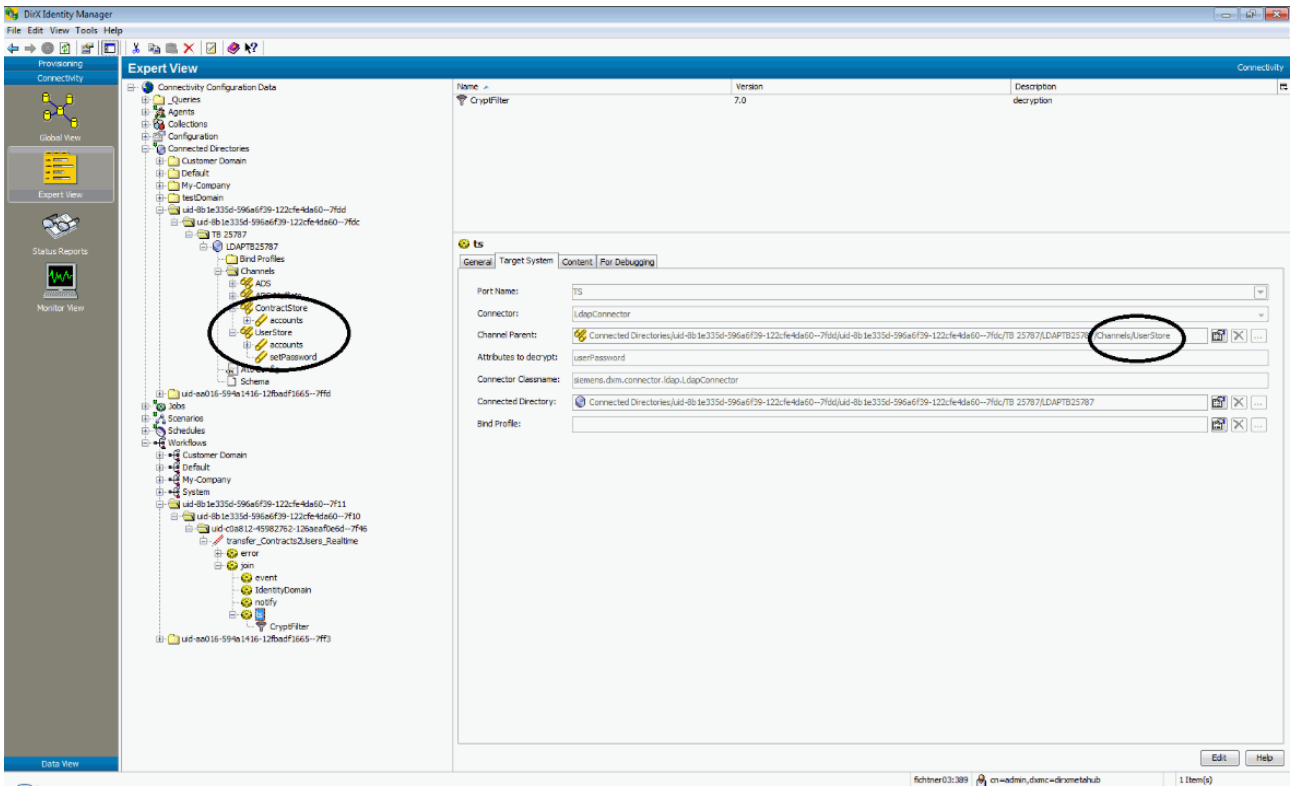 DirX Identity Manager
File Edit View Tools Help
Provisioning
Connectivity
Global View
Expert View
Status Reports
Monitor View
Data View
Expert View
Connectivity
Connectivity Configuration Data
_Queries
Agents
Collections
Configuration
Connected Directories
Customer Domain
Default
My-Company
testDomain
uid-8b1e335d-596a6f39-122cfe4da60--7fdd
uid-8b1e335d-596a6f39-122cfe4da60--7fdc
TB 25787
LDAPTB25787
Bind Profiles
Channels
ADS
ContractStore
accounts
UserStore
accounts
setPassword
Schema
uid-aa016-594a1416-12fbadf1665--7ffd
Jobs
Scenarios
Schedules
Workflows
Customer Domain
Default
My-Company
System
uid-8b1e335d-596a6f39-122cfe4da60--7f11
uid-8b1e335d-596a6f39-122cfe4da60--7f10
uid-c0a812-45982762-126aeaf0e6d--7f46
transfer_Contracts2Users_Realtime
error
join
event
IdentityDomain
notify
CryptFilter
uid-aa016-594a1416-12fbadf1665--7ff3
Name Version Description
CryptFilter 7.0 decryption
ts
General Target System Content For Debugging
Port Name: TS
Connector: LdapConnector
Channel Parent: Connected Directories/uid-8b1e335d-596a6f39-122cfe4da60--7fdd/uid-8b1e335d-596a6f39-122cfe4da60--7fdc/TB 25787/LDAPTB25787/Channels/UserStore
Attributes to decrypt: userPassword
Connector Classname: siemens.dxm.connector.ldap.LdapConnector
Connected Directory: Connected Directories/uid-8b1e335d-596a6f39-122cfe4da60--7fdd/uid-8b1e335d-596a6f39-122cfe4da60--7fdc/TB 25787/LDAPTB25787
Bind Profile:
Edit Help
fichtner03:389 cn=admin,dxmc=dirxmetahub 1 Item(s)